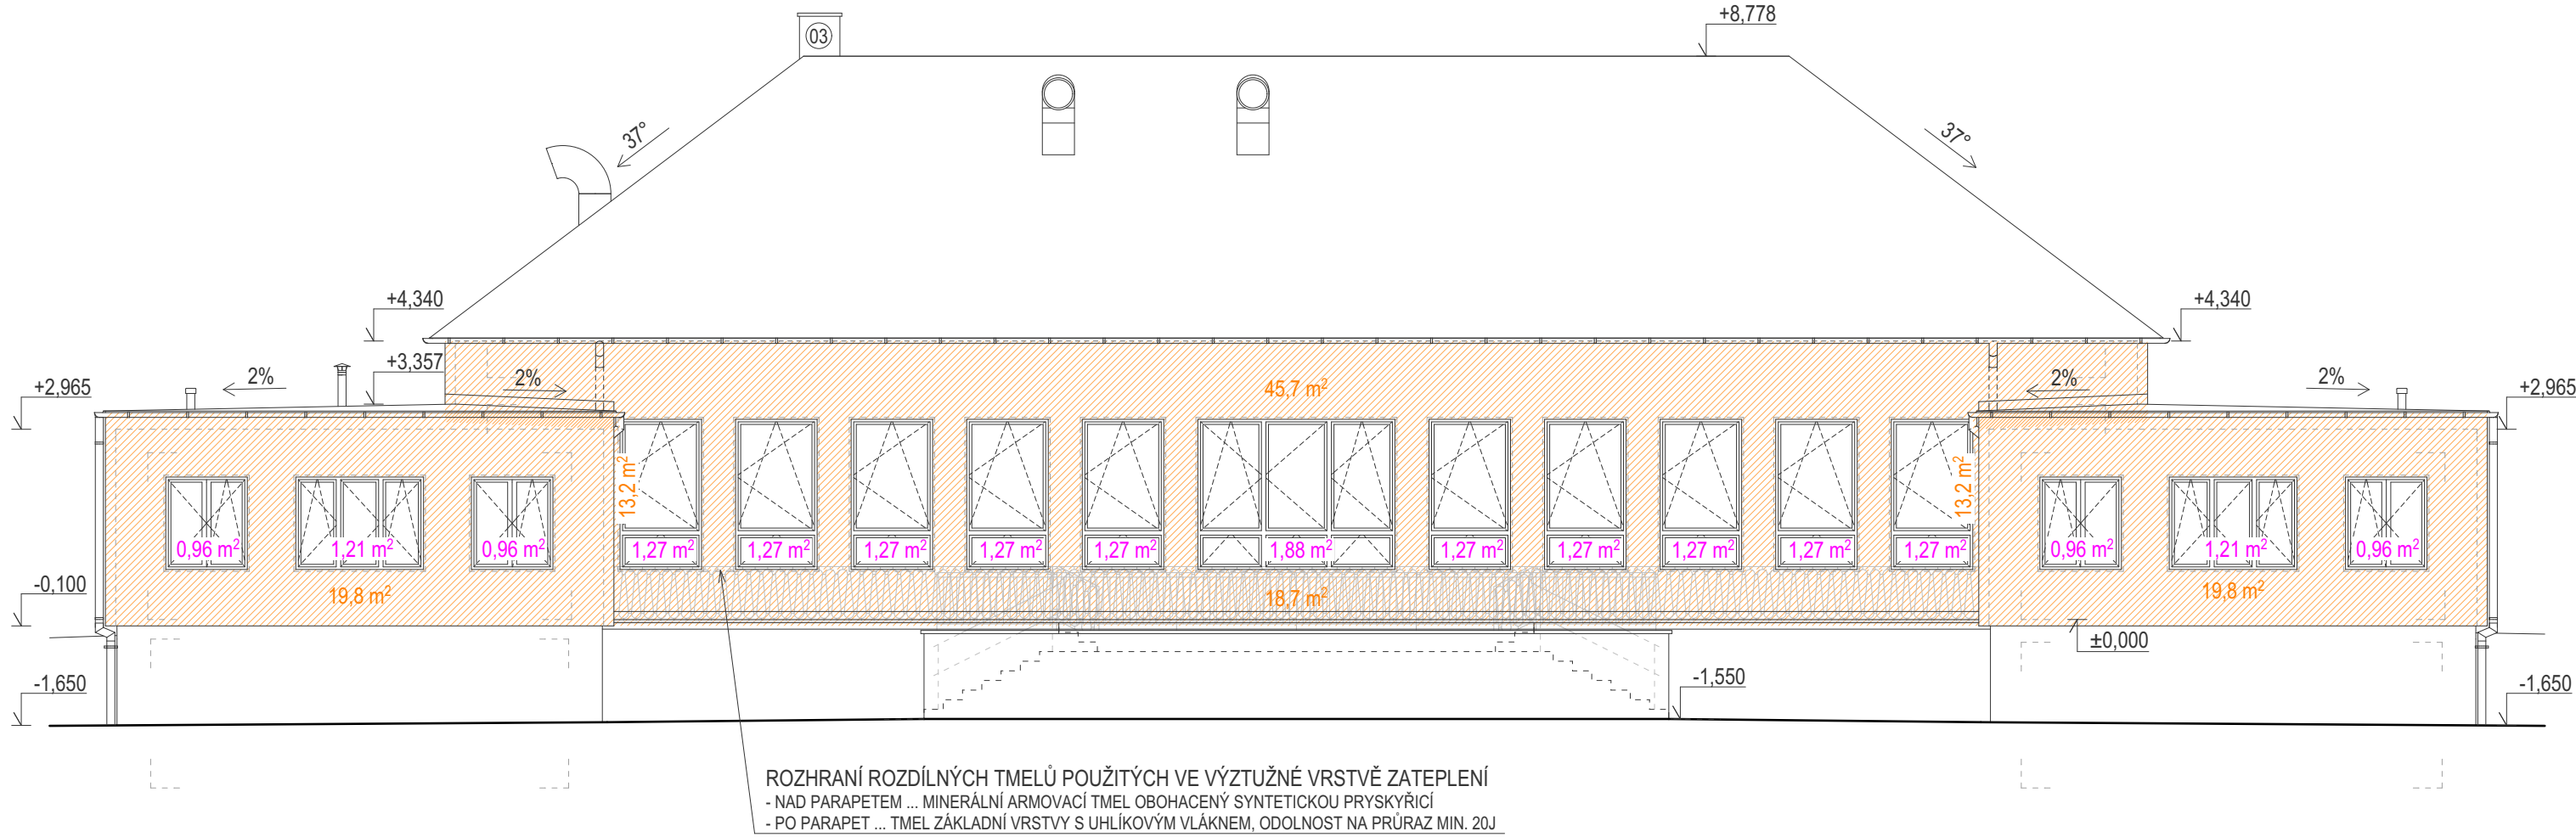 03
+8,778
37°
37°
+4,340
+4,340
+3,357
2%
2%
2%
2%
+2,965
+2,965
45,7 m²
13,2 m²
13,2 m²
0,96 m²
1,21 m²
0,96 m²
1,27 m²
1,27 m²
1,27 m²
1,27 m²
1,27 m²
1,88 m²
1,27 m²
1,27 m²
1,27 m²
1,27 m²
1,27 m²
0,96 m²
1,21 m²
0,96 m²
-0,100
19,8 m²
18,7 m²
19,8 m²
±0,000
-1,650
-1,550
-1,650
ROZHRANÍ ROZDÍLNÝCH TMELŮ POUŽITÝCH VE VÝZTUŽNÉ VRSTVĚ ZATEPLENÍ
- NAD PARAPETEM ... MINERÁLNÍ ARMOVACÍ TMEL OBOHACENÝ SYNTETICKOU PRYSKYŘICÍ
- PO PARAPET ... TMEL ZÁKLADNÍ VRSTVY S UHLÍKOVÝM VLÁKNEM, ODOLNOST NA PRŮRAZ MIN. 20J